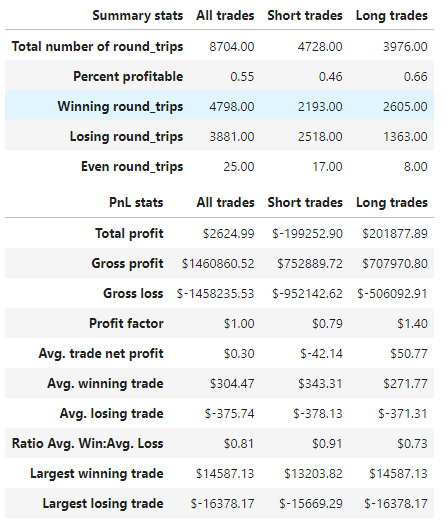 Summary stats All trades Short trades Long trades
Total number of round_trips 8704.00 4728.00 3976.00
Percent profitable 0.55 0.46 0.66
Winning round_trips 4798.00 2193.00 2605.00
Losing round_trips 3881.00 2518.00 1363.00
Even round_trips 25.00 17.00 8.00
PnL stats All trades Short trades Long trades
Total profit $2624.99 $-199252.90 $201877.89
Gross profit $1460860.52 $752889.72 $707970.80
Gross loss $-1458235.53 $-952142.62 $-506092.91
Profit factor $1.00 $0.79 $1.40
Avg. trade net profit $0.30 $-42.14 $50.77
Avg. winning trade $304.47 $343.31 $271.77
Avg. losing trade $-375.74 $-378.13 $-371.31
Ratio Avg. Win:Avg. Loss $0.81 $0.91 $0.73
Largest winning trade $14587.13 $13203.82 $14587.13
Largest losing trade $-16378.17 $-15669.29 $-16378.17